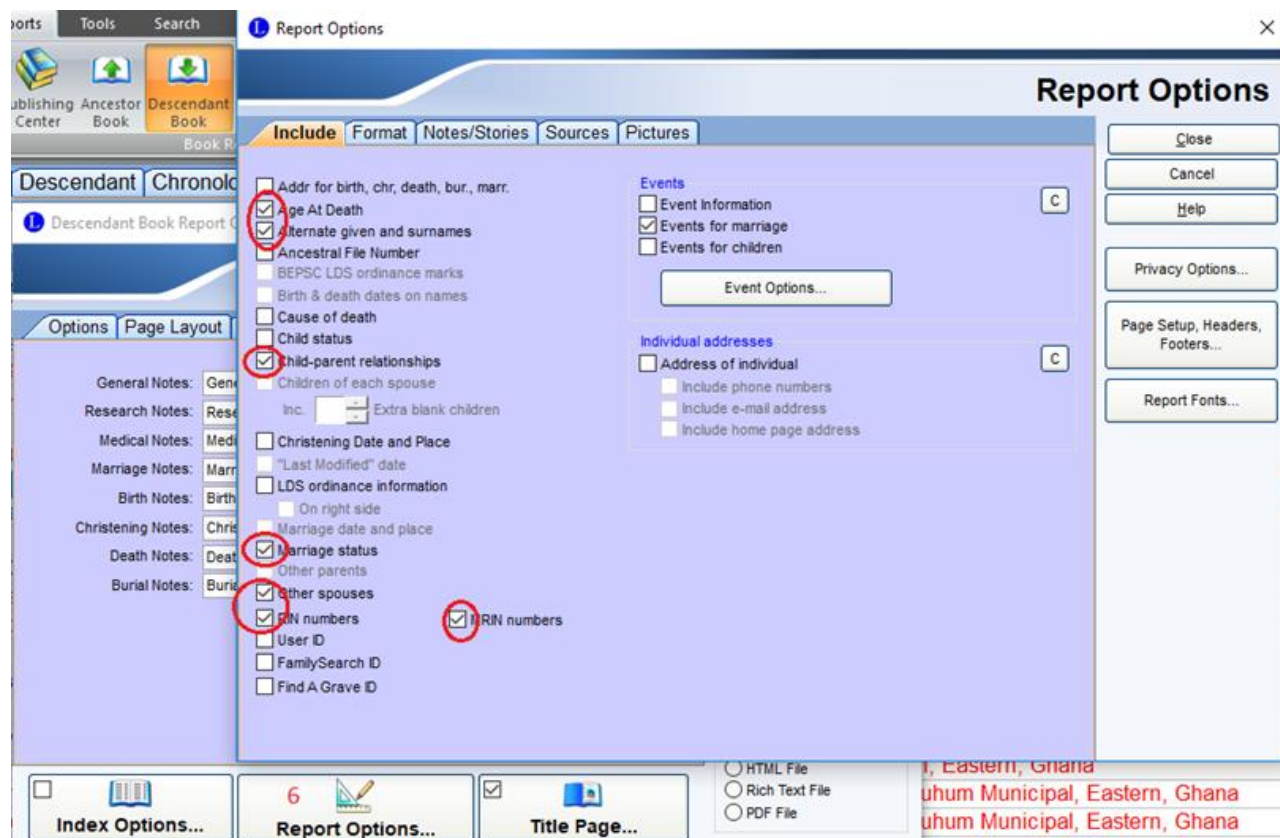 orts Tools Search
Report Options
Report Options
ublishing Center
Ancestor Book
Descendant Book
Book R
Include Format Notes/Stories Sources Pictures
Close
Cancel
Help
Privacy Options...
Page Setup, Headers, Footers...
Report Fonts...
Descendant Chronolo
Descendant Book Report
Options Page Layout
General Notes: Gene
Research Notes: Rese
Medical Notes: Medi
Marriage Notes: Marr
Birth Notes: Birth
Christening Notes: Chris
Death Notes: Deat
Burial Notes: Buria
Addr for birth, chr, death, bur., marr.
Age At Death
Alternate given and surnames
Ancestral File Number
BEPSC LDS ordinance marks
Birth & death dates on names
Cause of death
Child status
Child-parent relationships
Children of each spouse
Inc. Extra blank children
Christening Date and Place
"Last Modified" date
LDS ordinance information
On right side
Marriage date and place
Marriage status
Other parents
Other spouses
RIN numbers MRIN numbers
User ID
FamilySearch ID
Find A Grave ID
Events
C
Event Information
Events for marriage
Events for children
Event Options...
Individual addresses
C
Address of individual
Include phone numbers
Include e-mail address
Include home page address
Index Options...
6
Report Options...
Title Page...
HTML File
Rich Text File
PDF File
, Eastern, Ghana
uhum Municipal, Eastern, Ghana
uhum Municipal, Eastern, Ghana